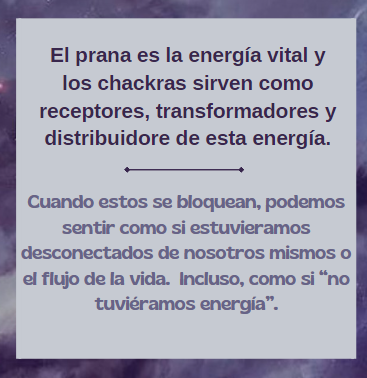 El prana es la energía vital y
los chackras sirven como
receptores, transformadores y
distribuidore de esta energía.
Cuando estos se bloquean, podemos
sentir como si estuvieramos
desconectados de nosotros mismos o
el flujo de la vida. Incluso, como si “no
tuviéramos energía”.